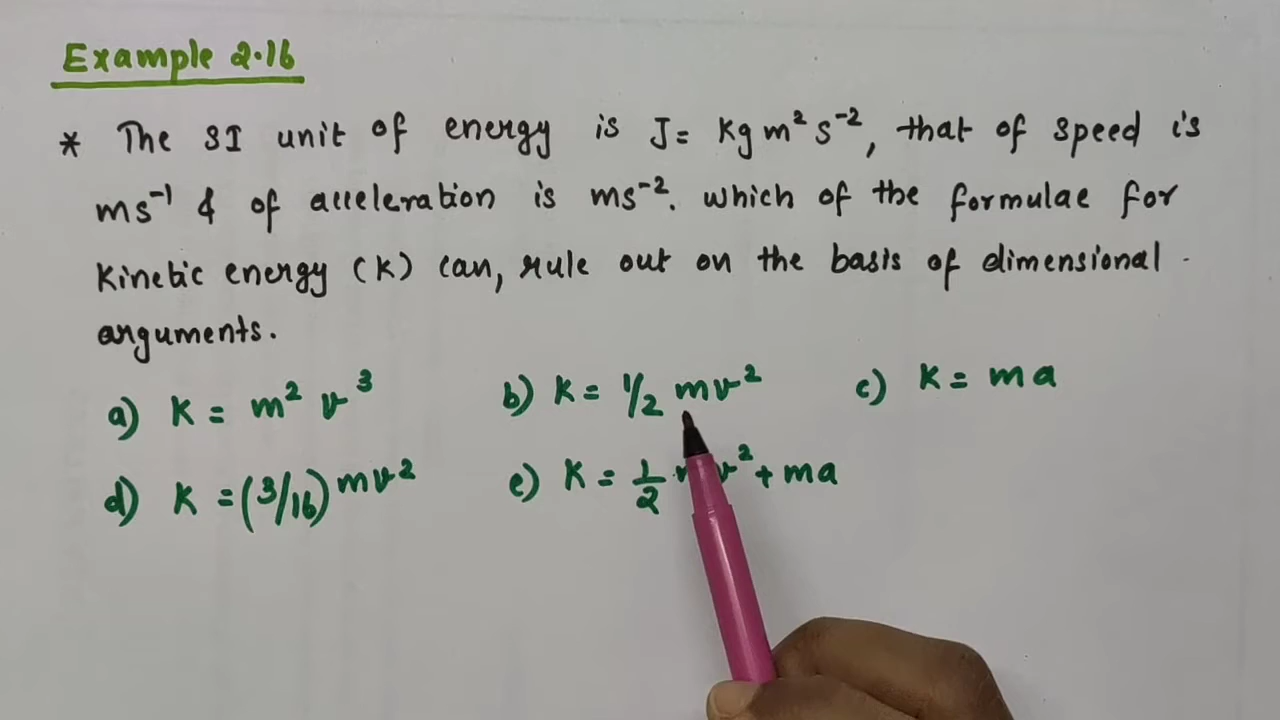 Example 2.16
* The SI unit of energy is J = Kg m² s⁻², that of speed is
ms⁻¹ & of acceleration is ms⁻². which of the formulae for
Kinetic energy (K) can, rule out on the basis of dimensional
arguments.
a) K = m² v³ b) K = 1/2 mv² c) K = ma
d) K = (3/16) mv² e) K = 1/2 v² + ma